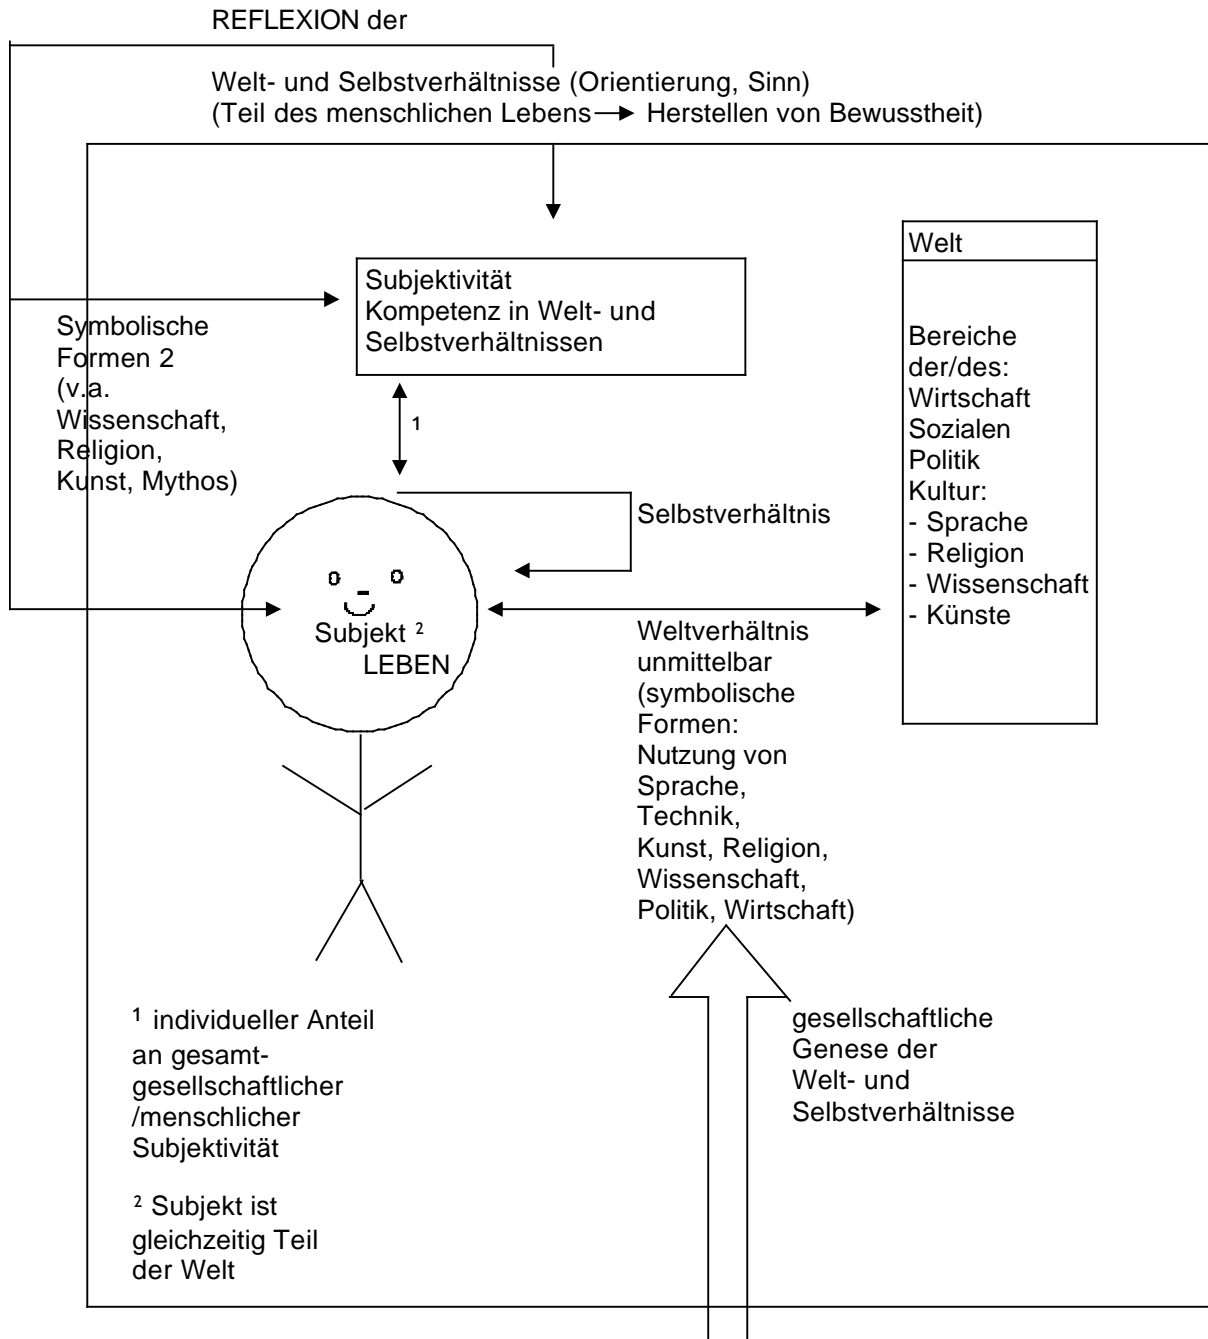 REFLEXION der
Welt- und Selbstverhältnisse (Orientierung, Sinn)
(Teil des menschlichen Lebens → Herstellen von Bewusstheit)
Subjektivität
Kompetenz in Welt- und
Selbstverhältnissen
Symbolische
Formen 2
(v.a.
Wissenschaft,
Religion,
Kunst, Mythos)
1
Selbstverhältnis
Subjekt ²
LEBEN
Welt
Bereiche
der/des:
Wirtschaft
Sozialen
Politik
Kultur:
- Sprache
- Religion
- Wissenschaft
- Künste
Weltverhältnis
unmittelbar
(symbolische
Formen:
Nutzung von
Sprache,
Technik,
Kunst, Religion,
Wissenschaft,
Politik, Wirtschaft)
gesellschaftliche
Genese der
Welt- und
Selbstverhältnisse
¹ individueller Anteil
an gesamt-
gesellschaftlicher
/menschlicher
Subjektivität
² Subjekt ist
gleichzeitig Teil
der Welt